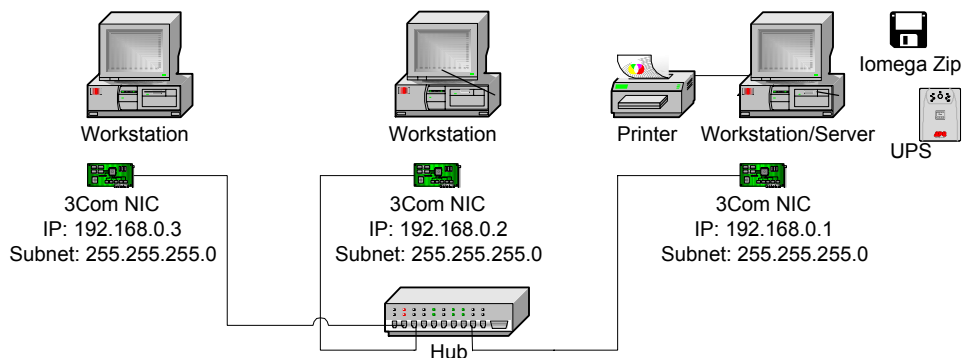 Iomega Zip
Workstation
Workstation
Printer
Workstation/Server
UPS
3Com NIC
IP: 192.168.0.3
Subnet: 255.255.255.0
3Com NIC
IP: 192.168.0.2
Subnet: 255.255.255.0
3Com NIC
IP: 192.168.0.1
Subnet: 255.255.255.0
Hub